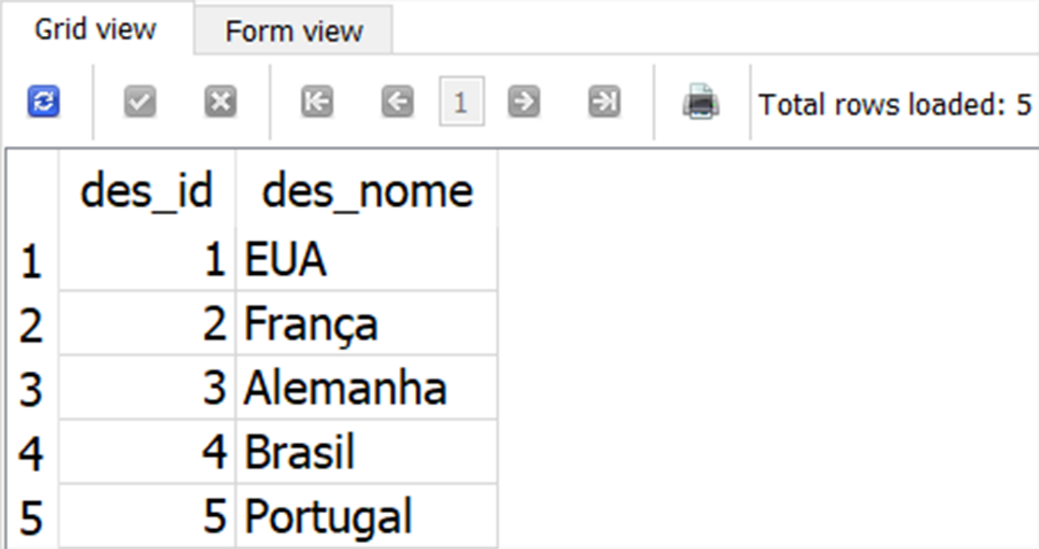 Grid view Form view
1 Total rows loaded: 5
des_id des_nome
1 1 EUA
2 2 França
3 3 Alemanha
4 4 Brasil
5 5 Portugal